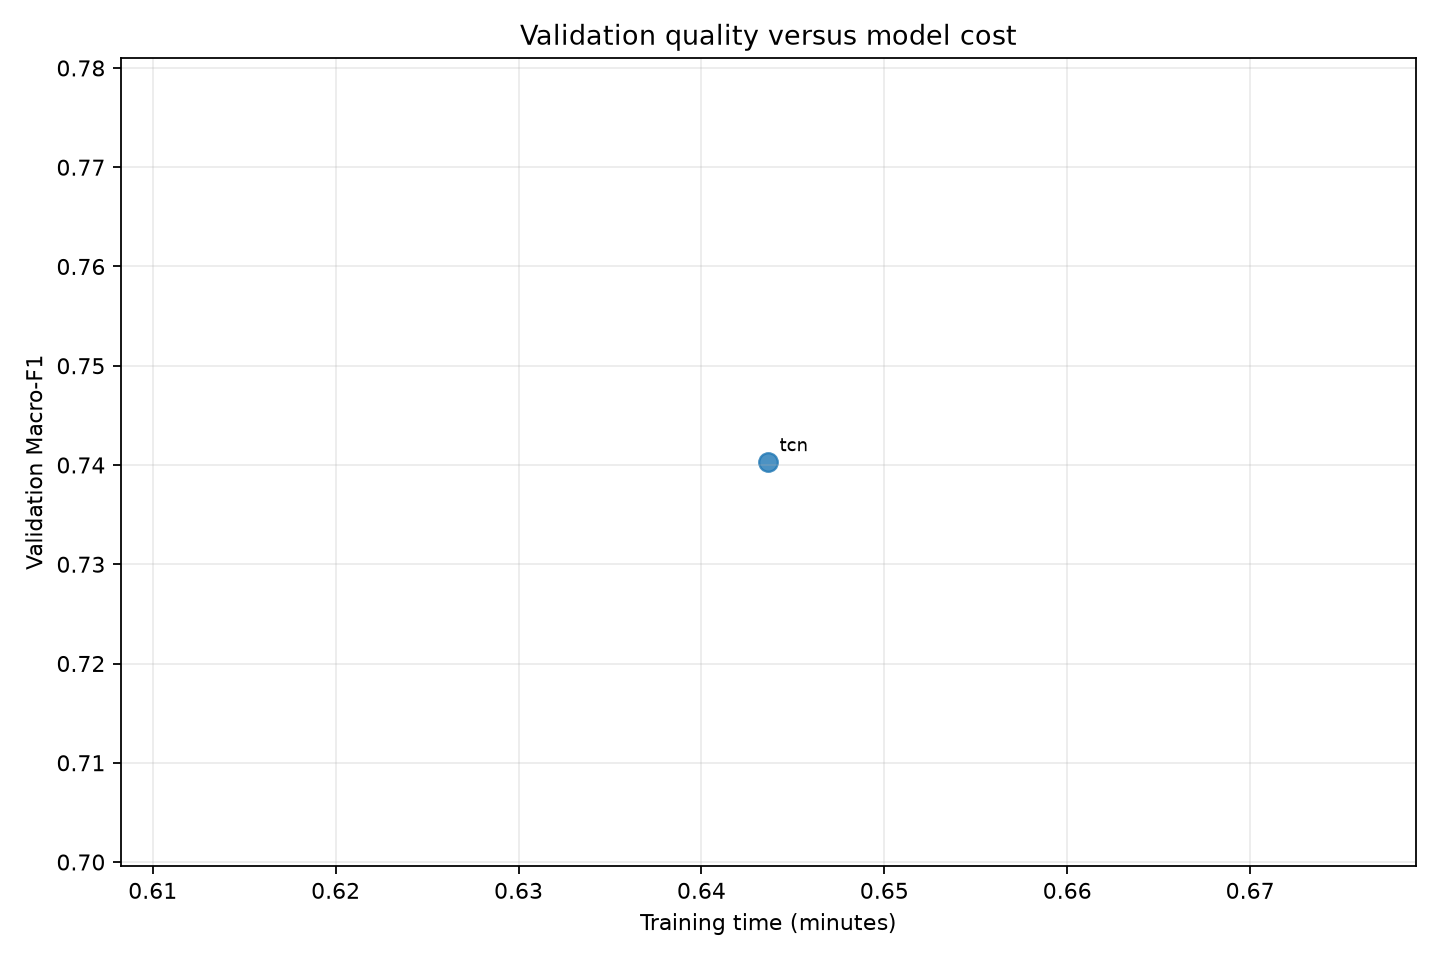 Validation quality versus model cost
0.78
0.77
0.76
0.75
0.74
0.73
0.72
0.71
0.70
Validation Macro-F1
tcn
0.61 0.62 0.63 0.64 0.65 0.66 0.67
Training time (minutes)